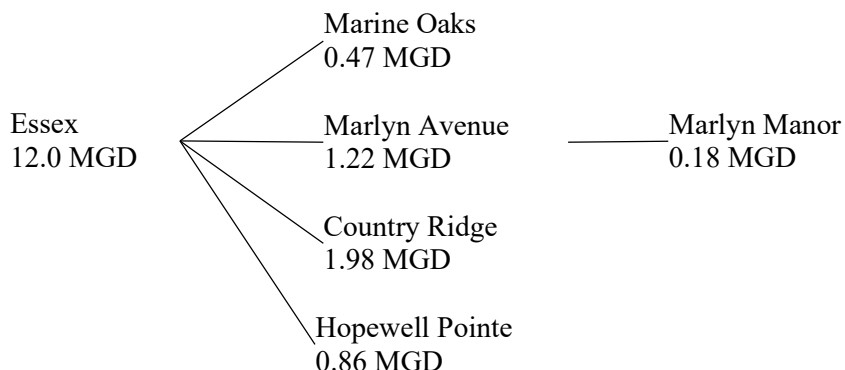 Marine Oaks
0.47 MGD
Essex
12.0 MGD
Marlyn Avenue
1.22 MGD
Marlyn Manor
0.18 MGD
Country Ridge
1.98 MGD
Hopewell Pointe
0.86 MGD